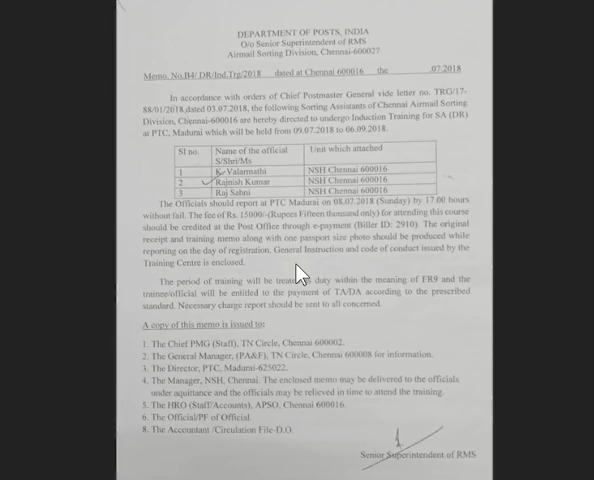 DEPARTMENT OF POSTS, INDIA
O/o Senior Superintendent of RMS
Airmail Sorting Division, Chennai-600027
Memo. No.B4/ DR/Ind.Trg/2018 dated at Chennai 600016 the .07.2018
In accordance with orders of Chief Postmaster General vide letter no. TRG/17-
88/01/2018 dated 03.07.2018, the following Sorting Assistants of Chennai Airmail Sorting
Division, Chennai-600016 are hereby directed to undergo Induction Training for SA (DR)
at PTC, Madurai which will be held from 09.07.2018 to 06.09.2018.
Sl no. Name of the official Unit which attached
S/Shri/Ms
1 K. Valarmathi NSH Chennai 600016
2 Rajnish Kumar NSH Chennai 600016
3 Raj Sahni NSH Chennai 600016
The Officials should report at PTC Madurai on 08.07.2018 (Sunday) by 17.00 hours
without fail. The fee of Rs. 15000/-(Rupees Fifteen thousand only) for attending this course
should be credited at the Post Office through e-payment (Biller ID: 2910). The original
receipt and training memo along with one passport size photo should be produced while
reporting on the day of registration. General Instruction and code of conduct issued by the
Training Centre is enclosed.
The period of training will be treated as duty within the meaning of FR9 and the
trainee/official will be entitled to the payment of TA/DA according to the prescribed
standard. Necessary charge report should be sent to all concerned.
A copy of this memo is issued to:
1. The Chief PMG (Staff), TN Circle, Chennai 600002.
2. The General Manager, (PA&F), TN Circle, Chennai 600008 for information.
3. The Director, PTC, Madurai-625022.
4. The Manager, NSH, Chennai. The enclosed memo may be delivered to the officials
under aquittance and the officials may be relieved in time to attend the training.
5. The HRO (Staff/Accounts), APSO, Chennai 600016.
6. The Official/PF of Official.
8. The Accountant /Circulation File-D.O.
Senior Superintendent of RMS